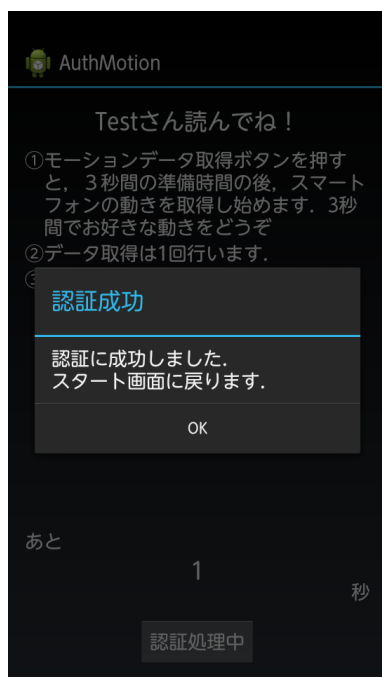 AuthMotion
Testさん読んでね！
①モーションデータ取得ボタンを押す
と，３秒間の準備時間の後，スマート
フォンの動きを取得し始めます．3秒
間でお好きな動きをどうぞ
②データ取得は1回行います．
③
認証成功
認証に成功しました．
スタート画面に戻ります．
OK
あと
1
秒
認証処理中